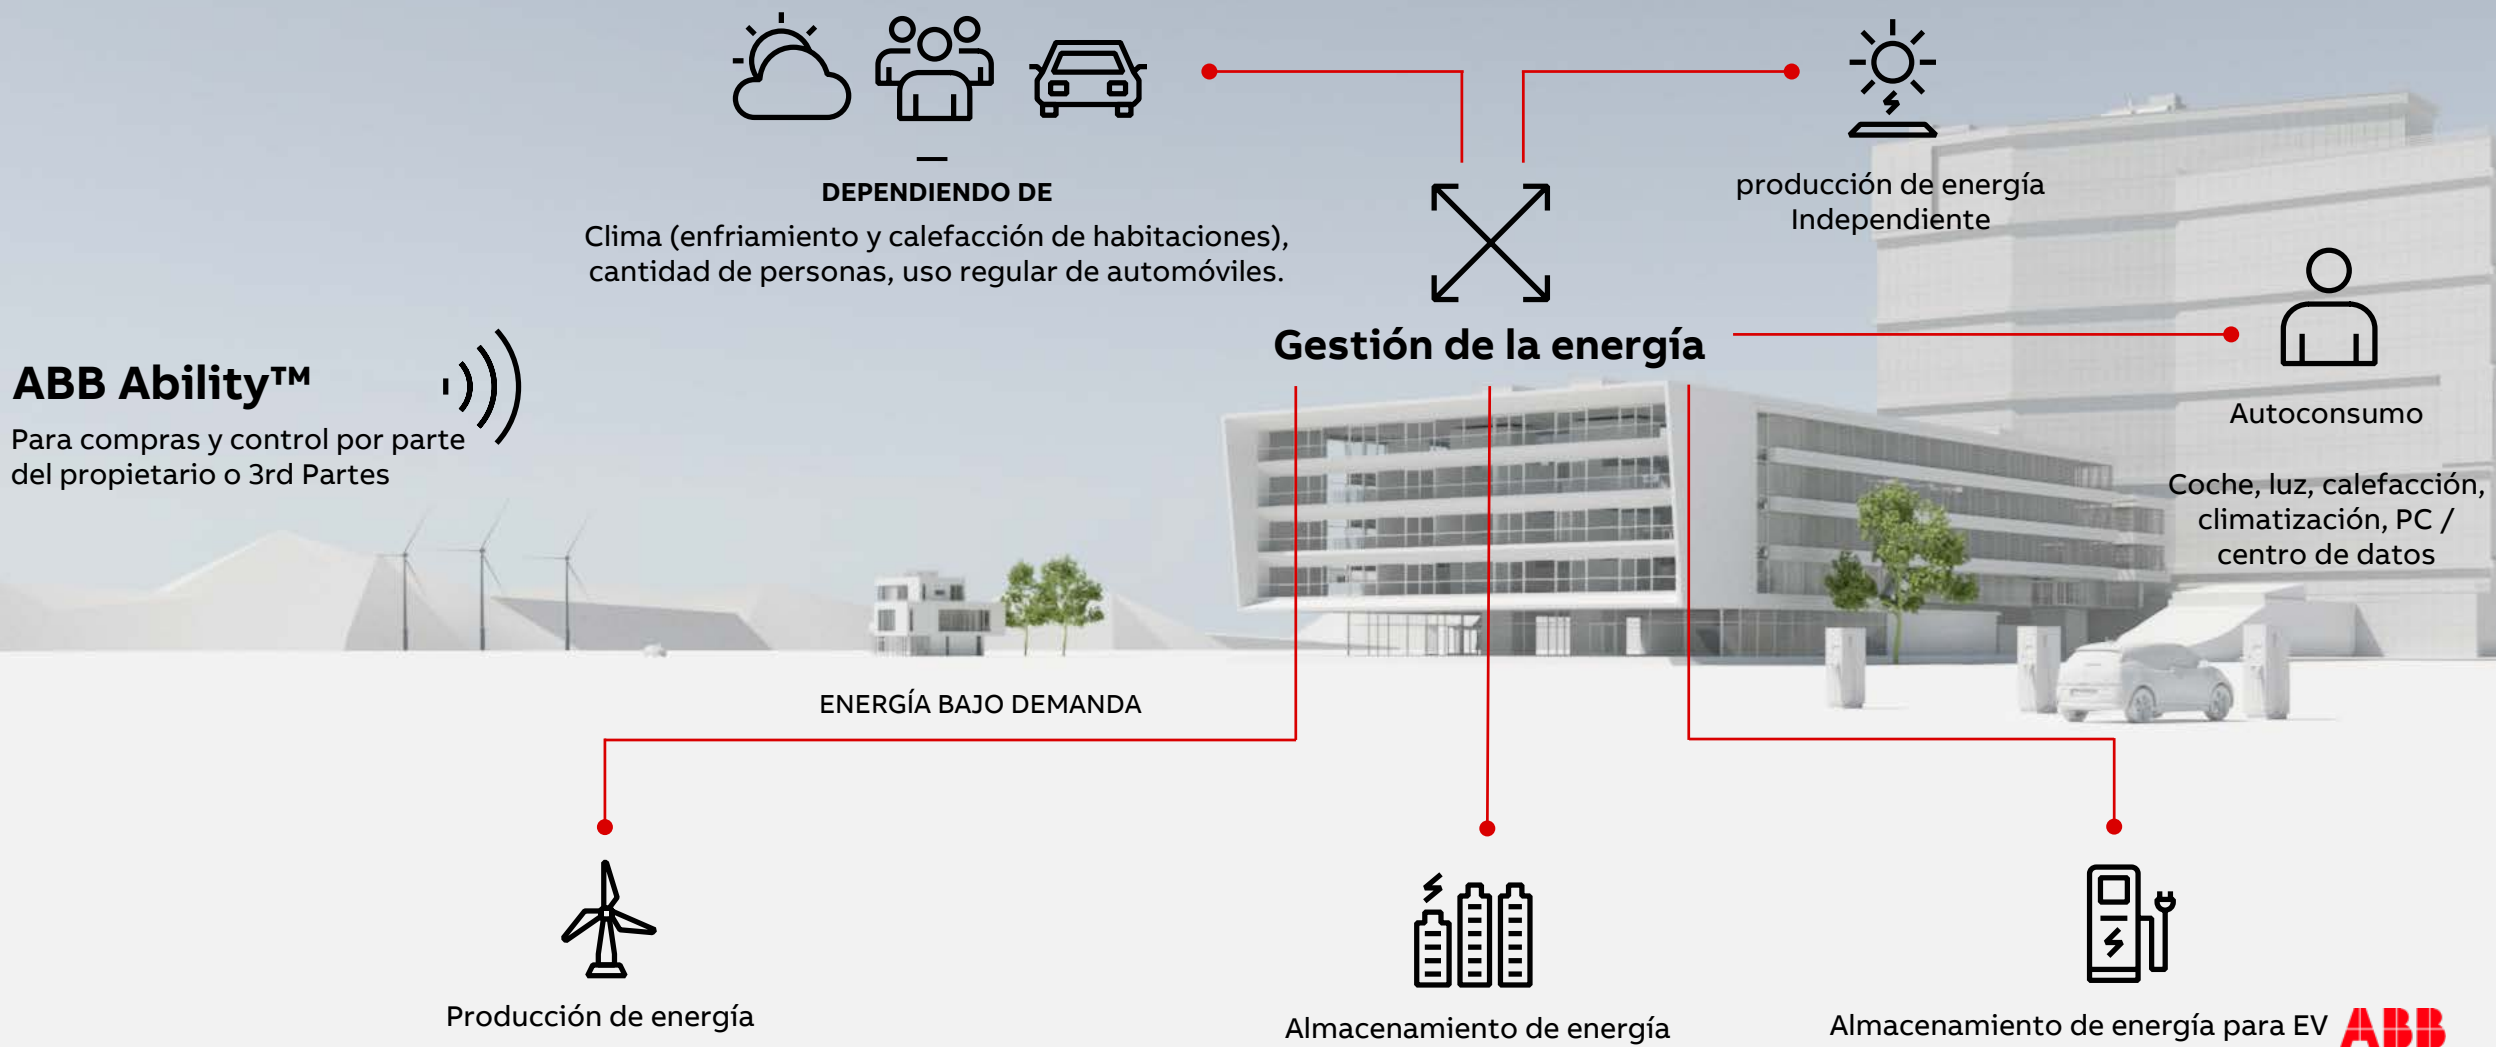 DEPENDIENDO DE
Clima (enfriamiento y calefacción de habitaciones),
cantidad de personas, uso regular de automóviles.
producción de energía
Independiente
Gestión de la energía
ABB Ability™
Para compras y control por parte
del propietario o 3rd Partes
Autoconsumo
Coche, luz, calefacción,
climatización, PC /
centro de datos
ENERGÍA BAJO DEMANDA
Producción de energía
Almacenamiento de energía
Almacenamiento de energía para EV
ABB